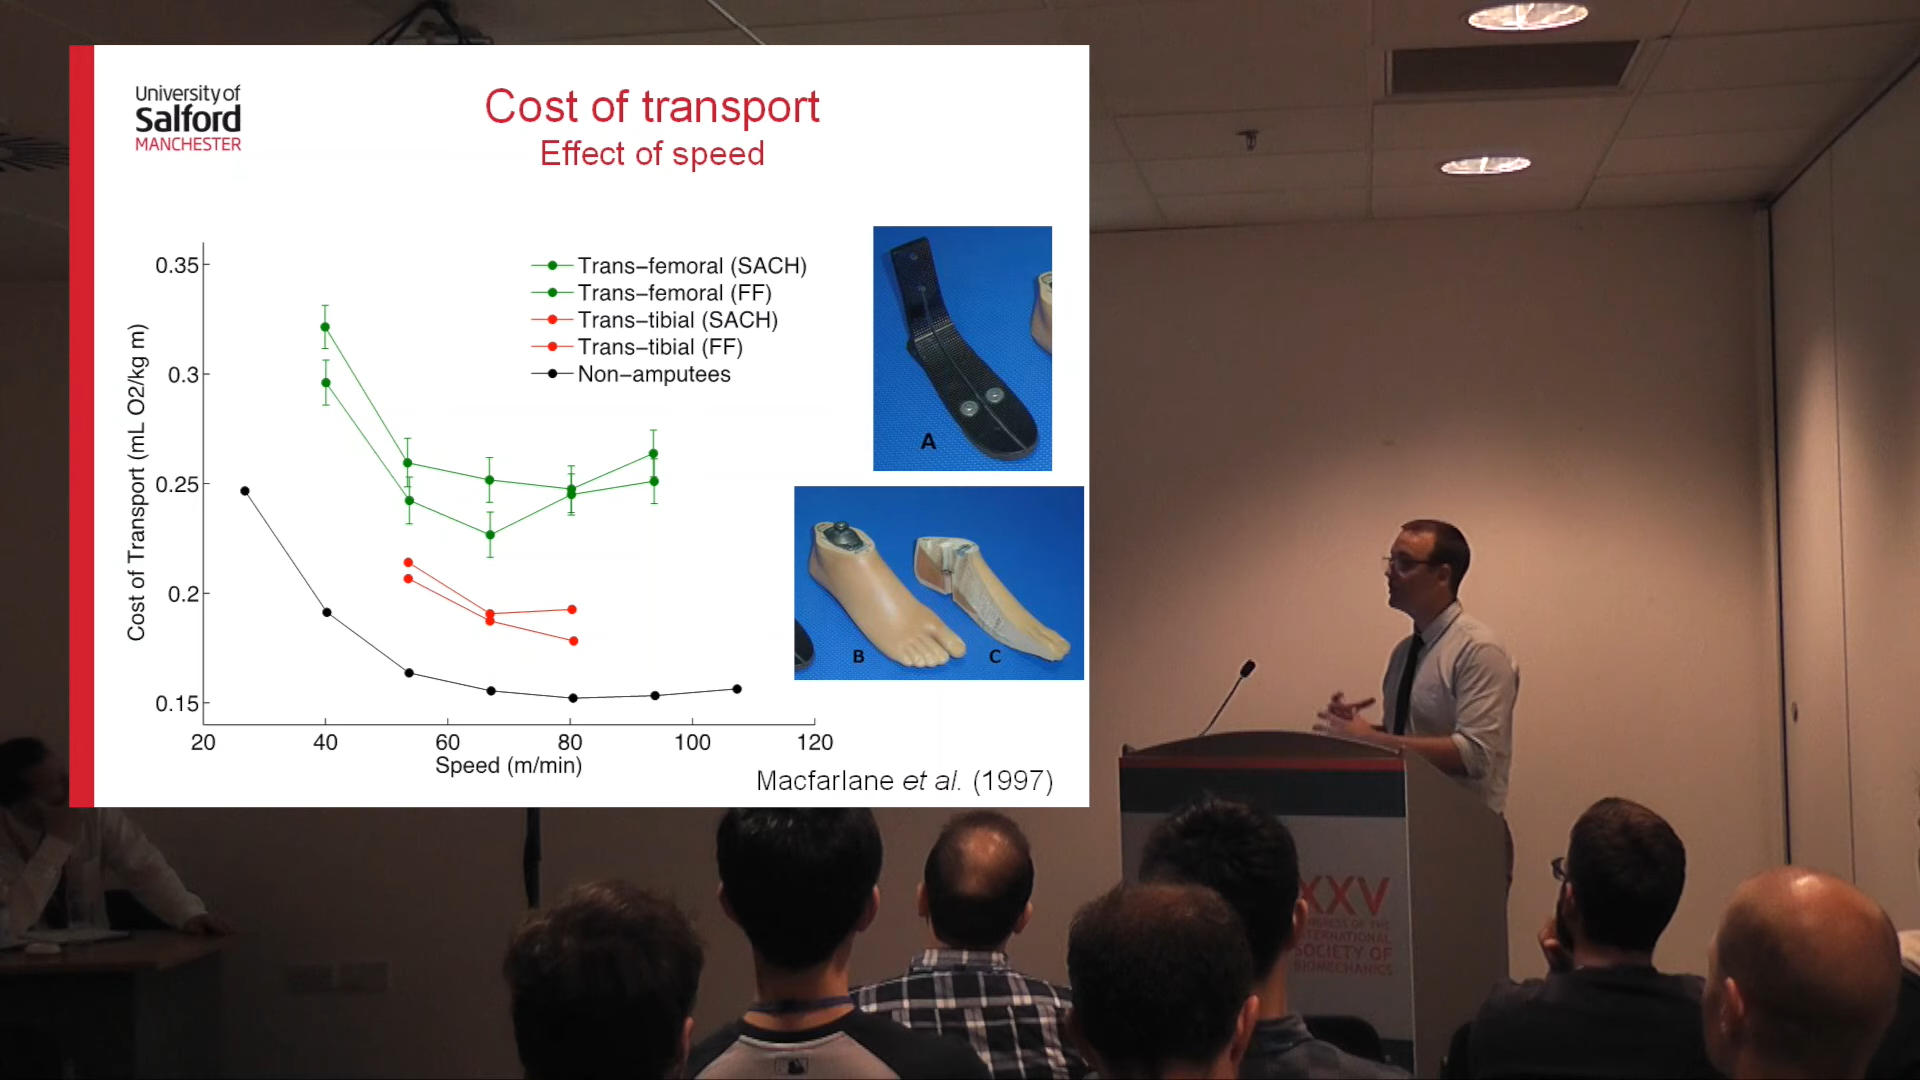 University of
Salford
MANCHESTER
Cost of transport
Effect of speed
Cost of Transport (mL O2/kg m)
0.35
0.3
0.25
0.2
0.15
20 40 60 80 100 120
Speed (m/min)
Trans-femoral (SACH)
Trans-femoral (FF)
Trans-tibial (SACH)
Trans-tibial (FF)
Non-amputees
A
B
C
Macfarlane et al. (1997)
XXV
OF THE
INTERNATIONAL
SOCIETY OF
BIOMECHANICS